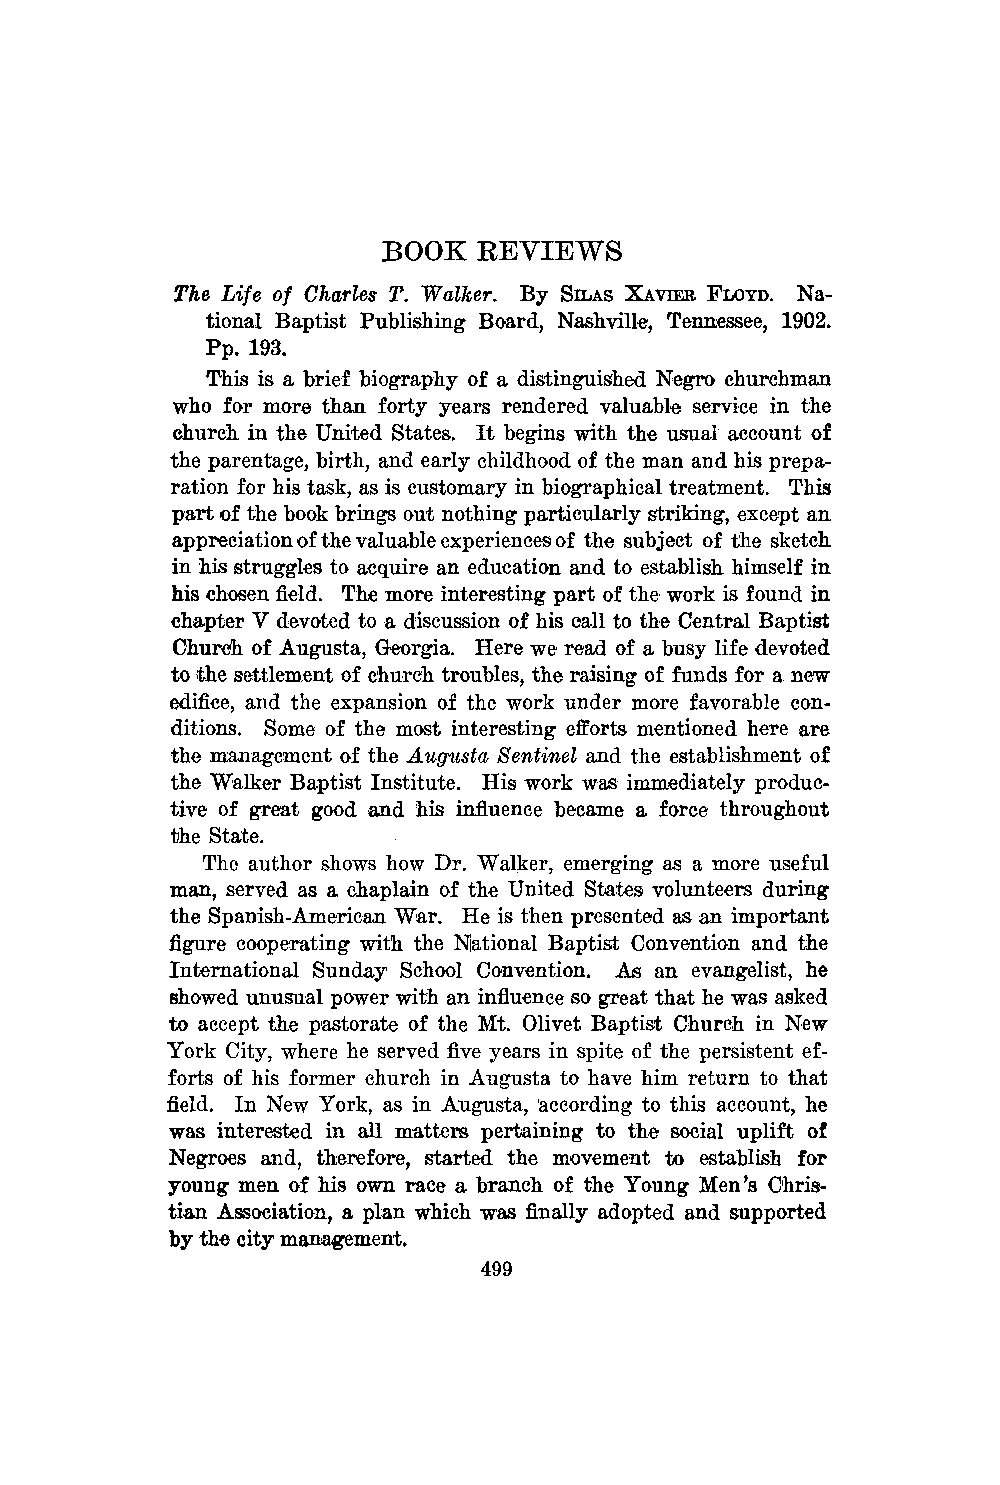 BOOK REVIEWS
The Life of Charles T. Walker. By Silas Xavier Floyd. Na-
tional Baptist Publishing Board, Nashville, Tennessee, 1902.
Pp. 193.
This is a brief biography of a distinguished Negro churchman
who for more than forty years rendered valuable service in the
church in the United States. It begins with the usual account of
the parentage, birth, and early childhood of the man and his prepa-
ration for his task, as is customary in biographical treatment. This
part of the book brings out nothing particularly striking, except an
appreciation of the valuable experiences of the subject of the sketch
in his struggles to acquire an education and to establish himself in
his chosen field. The more interesting part of the work is found in
chapter V devoted to a discussion of his call to the Central Baptist
Church of Augusta, Georgia. Here we read of a busy life devoted
to the settlement of church troubles, the raising of funds for a new
edifice, and the expansion of the work under more favorable con-
ditions. Some of the most interesting efforts mentioned here are
the management of the Augusta Sentinel and the establishment of
the Walker Baptist Institute. His work was immediately produc-
tive of great good and his influence became a force throughout
the State.
The author shows how Dr. Walker, emerging as a more useful
man, served as a chaplain of the United States volunteers during
the Spanish-American War. He is then presented as an important
figure cooperating with the National Baptist Convention and the
International Sunday School Convention. As an evangelist, he
showed unusual power with an influence so great that he was asked
to accept the pastorate of the Mt. Olivet Baptist Church in New
York City, where he served five years in spite of the persistent ef-
forts of his former church in Augusta to have him return to that
field. In New York, as in Augusta, according to this account, he
was interested in all matters pertaining to the social uplift of
Negroes and, therefore, started the movement to establish for
young men of his own race a branch of the Young Men's Chris-
tian Association, a plan which was finally adopted and supported
by the city management.
499